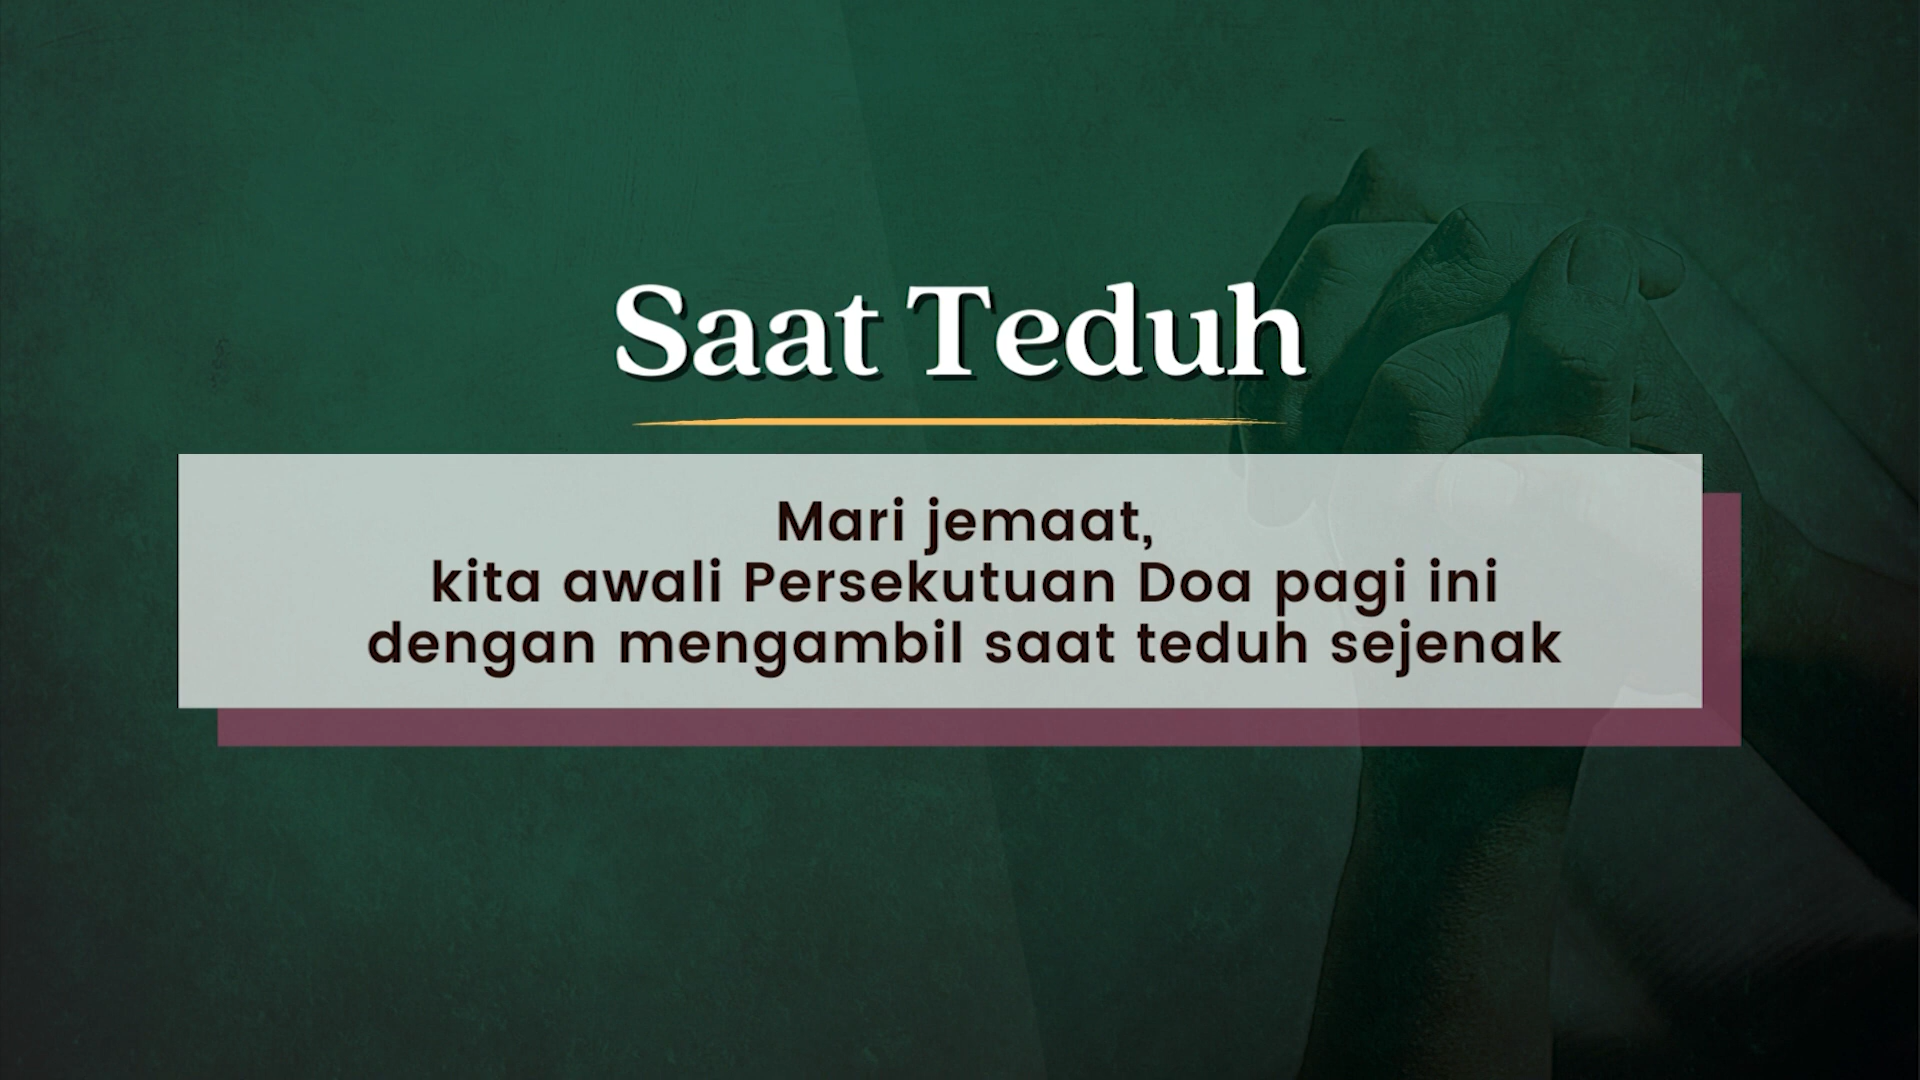 Saat Teduh
Mari jemaat,
kita awali Persekutuan Doa pagi ini
dengan mengambil saat teduh sejenak